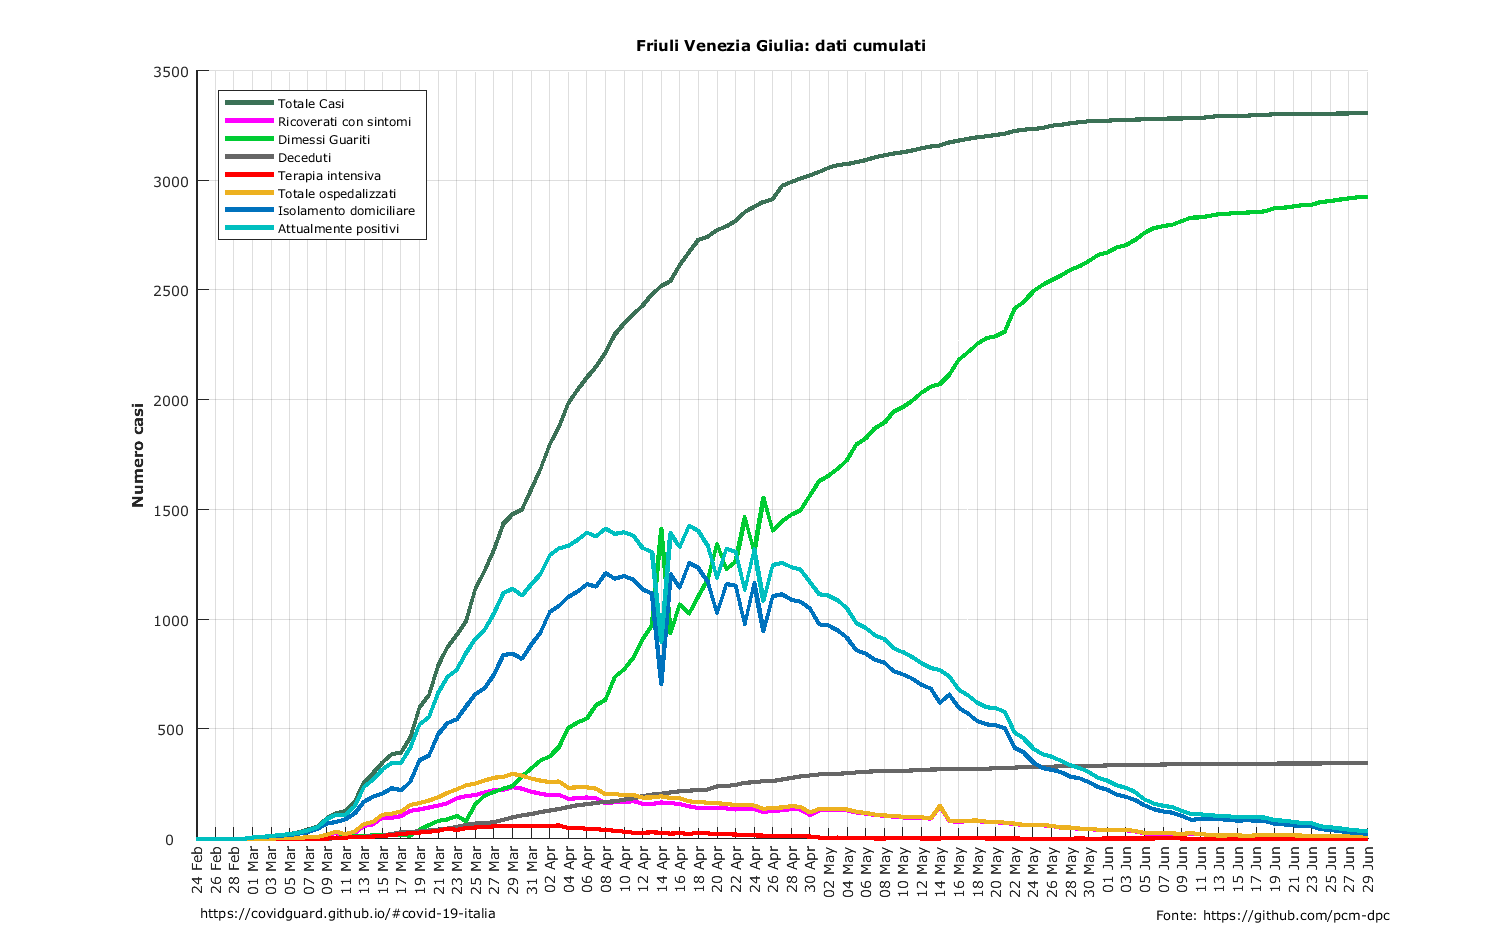 Friuli Venezia Giulia: dati cumulati
3500
3000
2500
2000
1500
1000
500
0
Numero casi
Totale Casi
Ricoverati con sintomi
Dimessi Guariti
Deceduti
Terapia intensiva
Totale ospedalizzati
Isolamento domiciliare
Attualmente positivi
24 Feb
26 Feb
28 Feb
01 Mar
03 Mar
05 Mar
07 Mar
09 Mar
11 Mar
13 Mar
15 Mar
17 Mar
19 Mar
21 Mar
23 Mar
25 Mar
27 Mar
29 Mar
31 Mar
02 Apr
04 Apr
06 Apr
08 Apr
10 Apr
12 Apr
14 Apr
16 Apr
18 Apr
20 Apr
22 Apr
24 Apr
26 Apr
28 Apr
30 Apr
02 May
04 May
06 May
08 May
10 May
12 May
14 May
16 May
18 May
20 May
22 May
24 May
26 May
28 May
30 May
01 Jun
03 Jun
05 Jun
07 Jun
09 Jun
11 Jun
13 Jun
15 Jun
17 Jun
19 Jun
21 Jun
23 Jun
25 Jun
27 Jun
29 Jun
https://covidguard.github.io/#covid-19-italia
Fonte: https://github.com/pcm-dpc